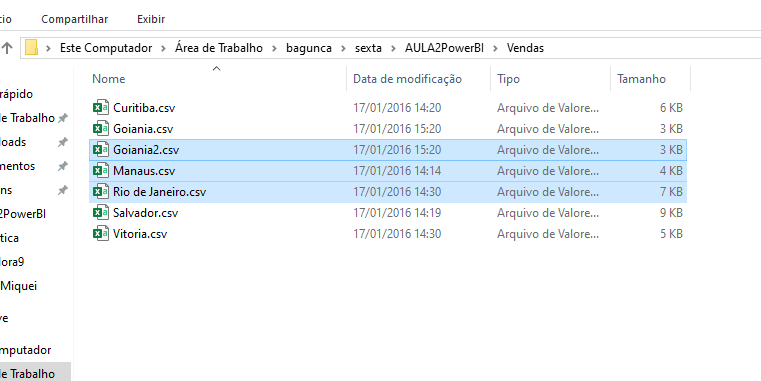 cio Compartilhar Exibir
Este Computador Área de Trabalho bagunca sexta AULA2PowerBI Vendas
Nome Data de modificação Tipo Tamanho
rápido Curitiba.csv 17/01/2016 14:20 Arquivo de Valore... 6 KB
de Trabalho Goiania.csv 17/01/2016 15:20 Arquivo de Valore... 3 KB
loads Goiania2.csv 17/01/2016 15:20 Arquivo de Valore... 3 KB
mentos Manaus.csv 17/01/2016 14:14 Arquivo de Valore... 4 KB
ns Rio de Janeiro.csv 17/01/2016 14:30 Arquivo de Valore... 7 KB
2PowerBI Salvador.csv 17/01/2016 14:19 Arquivo de Valore... 9 KB
tica Vitoria.csv 17/01/2016 14:30 Arquivo de Valore... 5 KB
dora9
Miquei
ve
mputador
de Trabalho